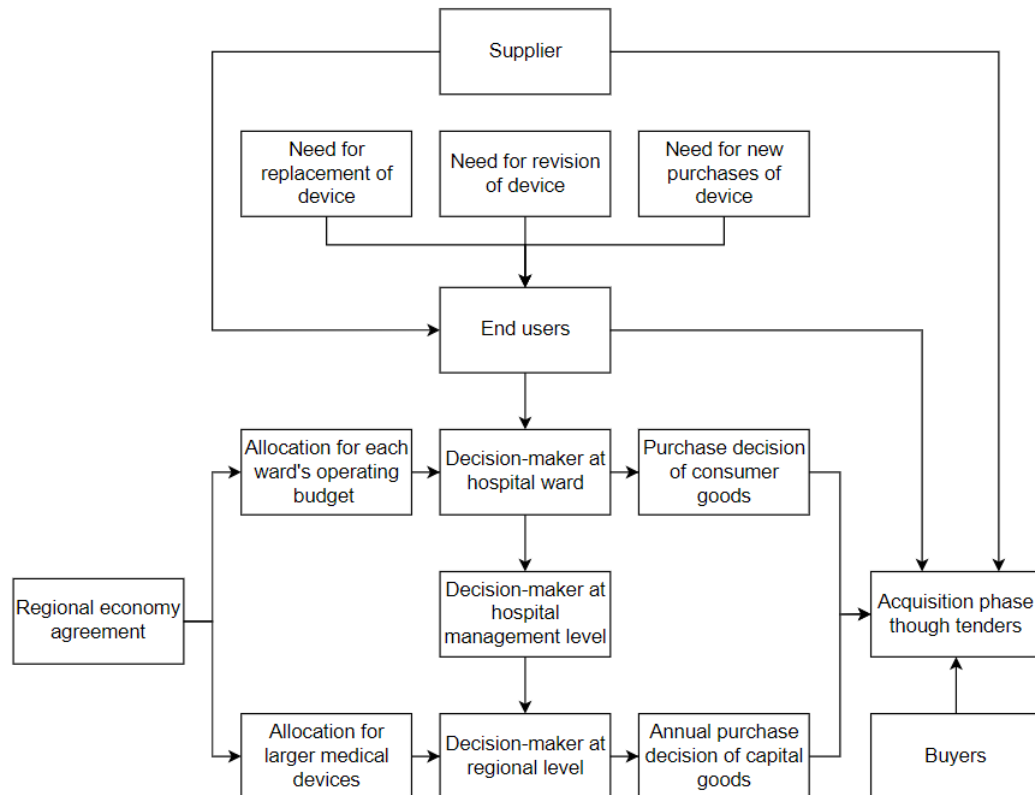 Supplier
Need for
replacement of
device
Need for revision
of device
Need for new
purchases of
device
End users
Allocation for each
ward's operating
budget
Decision-maker at
hospital ward
Purchase decision
of consumer
goods
Regional economy
agreement
Decision-maker at
hospital
management level
Acquisition phase
though tenders
Allocation for
larger medical
devices
Decision-maker at
regional level
Annual purchase
decision of capital
goods
Buyers